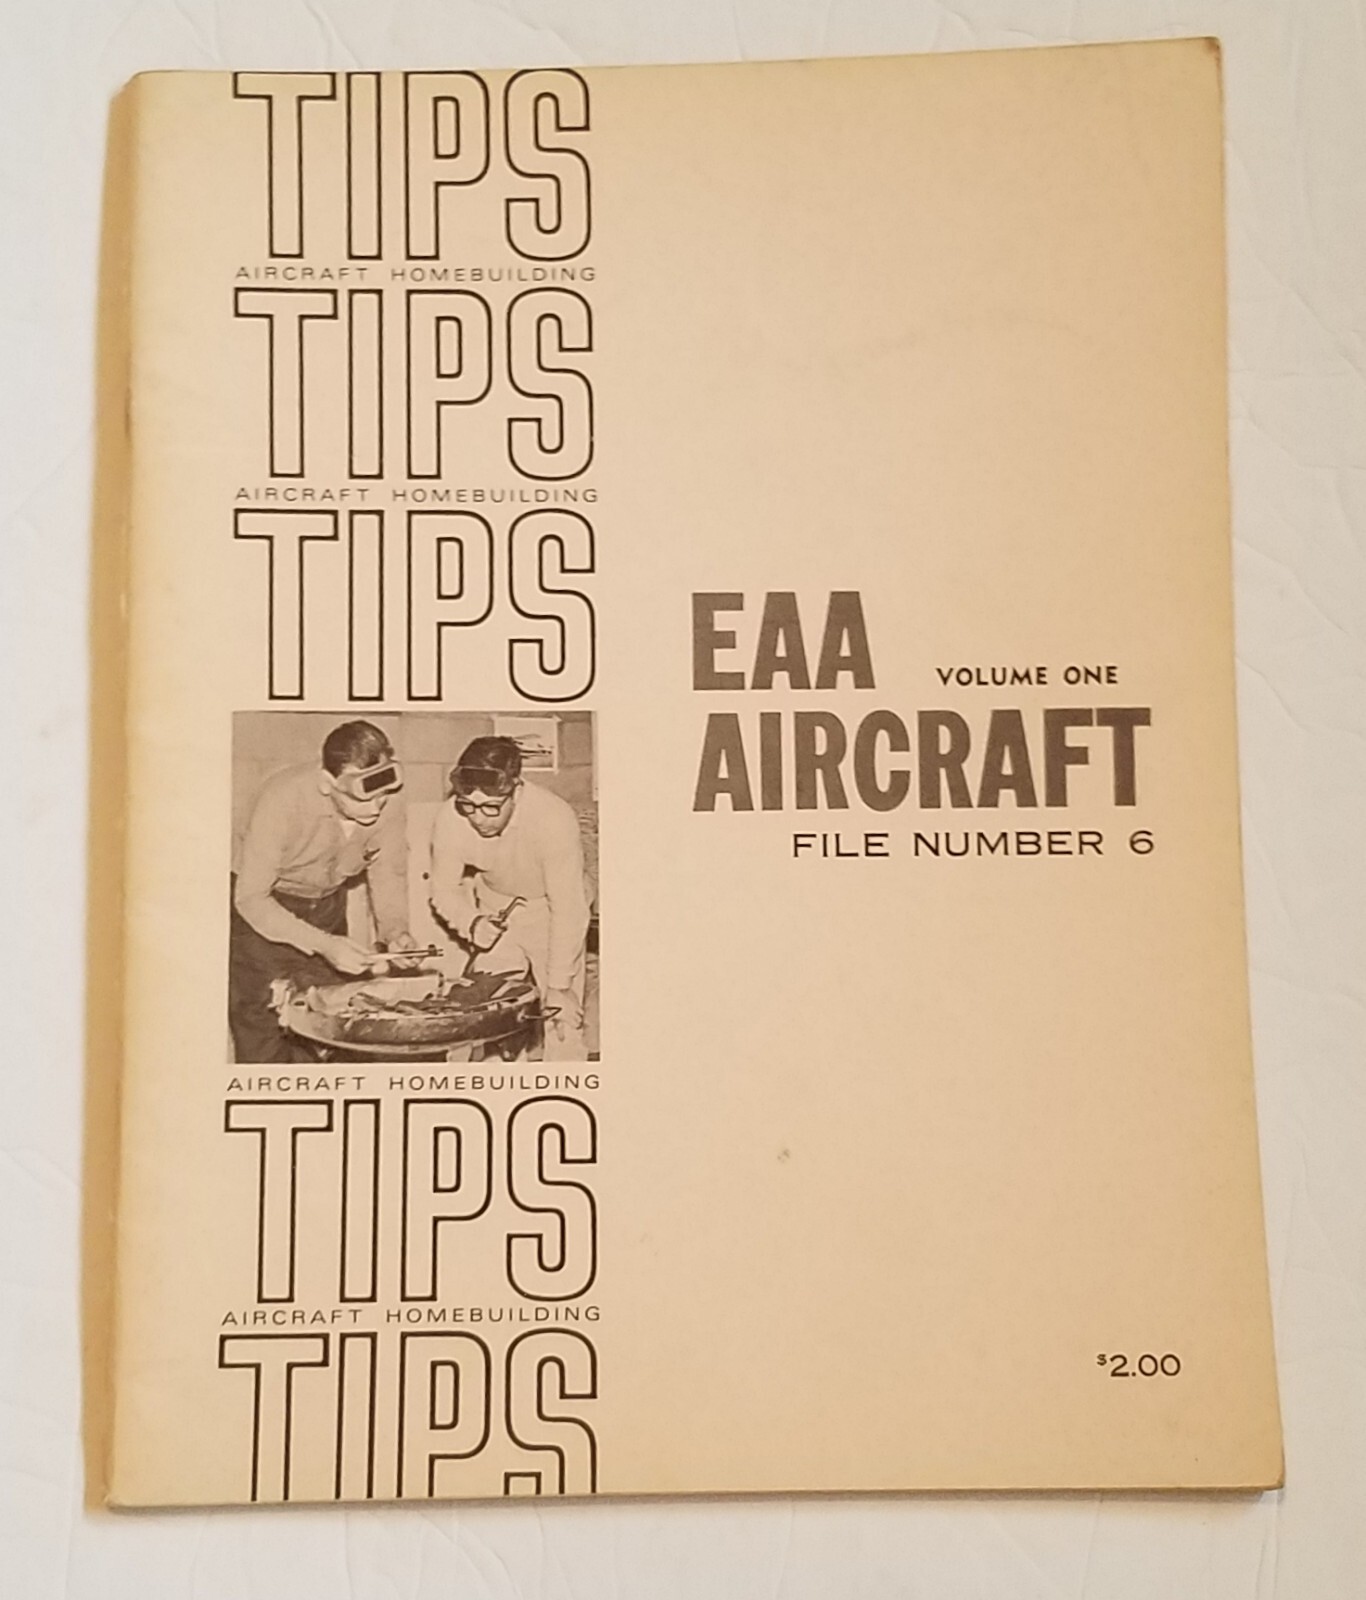 TIPS
AIRCRAFT HOMEBUILDING
TIPS
AIRCRAFT HOMEBUILDING
TIPS
AIRCRAFT HOMEBUILDING
TIPS
AIRCRAFT HOMEBUILDING
TIPS
EAA
VOLUME ONE
AIRCRAFT
FILE NUMBER 6
$2.00